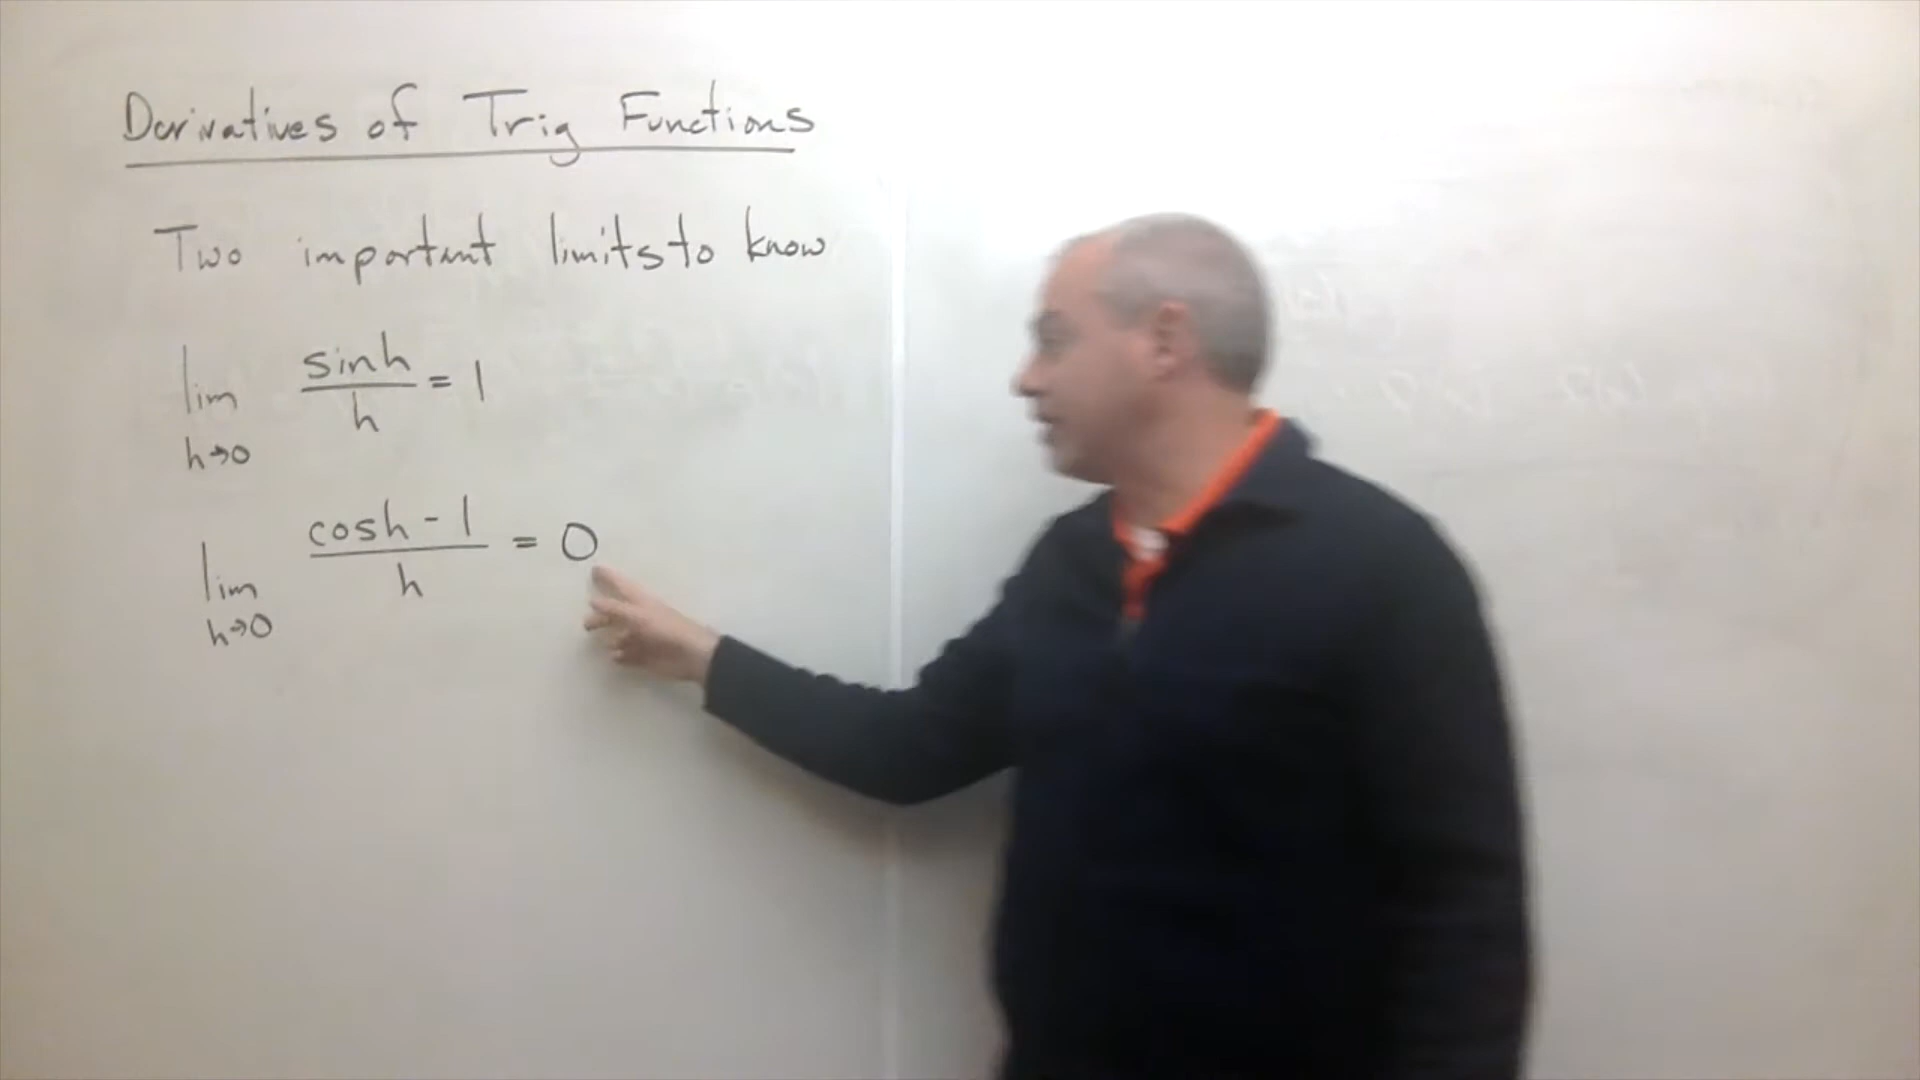 Derivatives of Trig Functions
Two important limits to know
lim sinh/h = 1
h→0
lim cosh - 1/h = 0
h→0